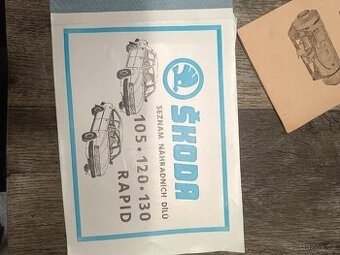 ŠKODA
SEZNAM NÁHRADNÍCH DÍLŮ
105 · 120 · 130
RAPID